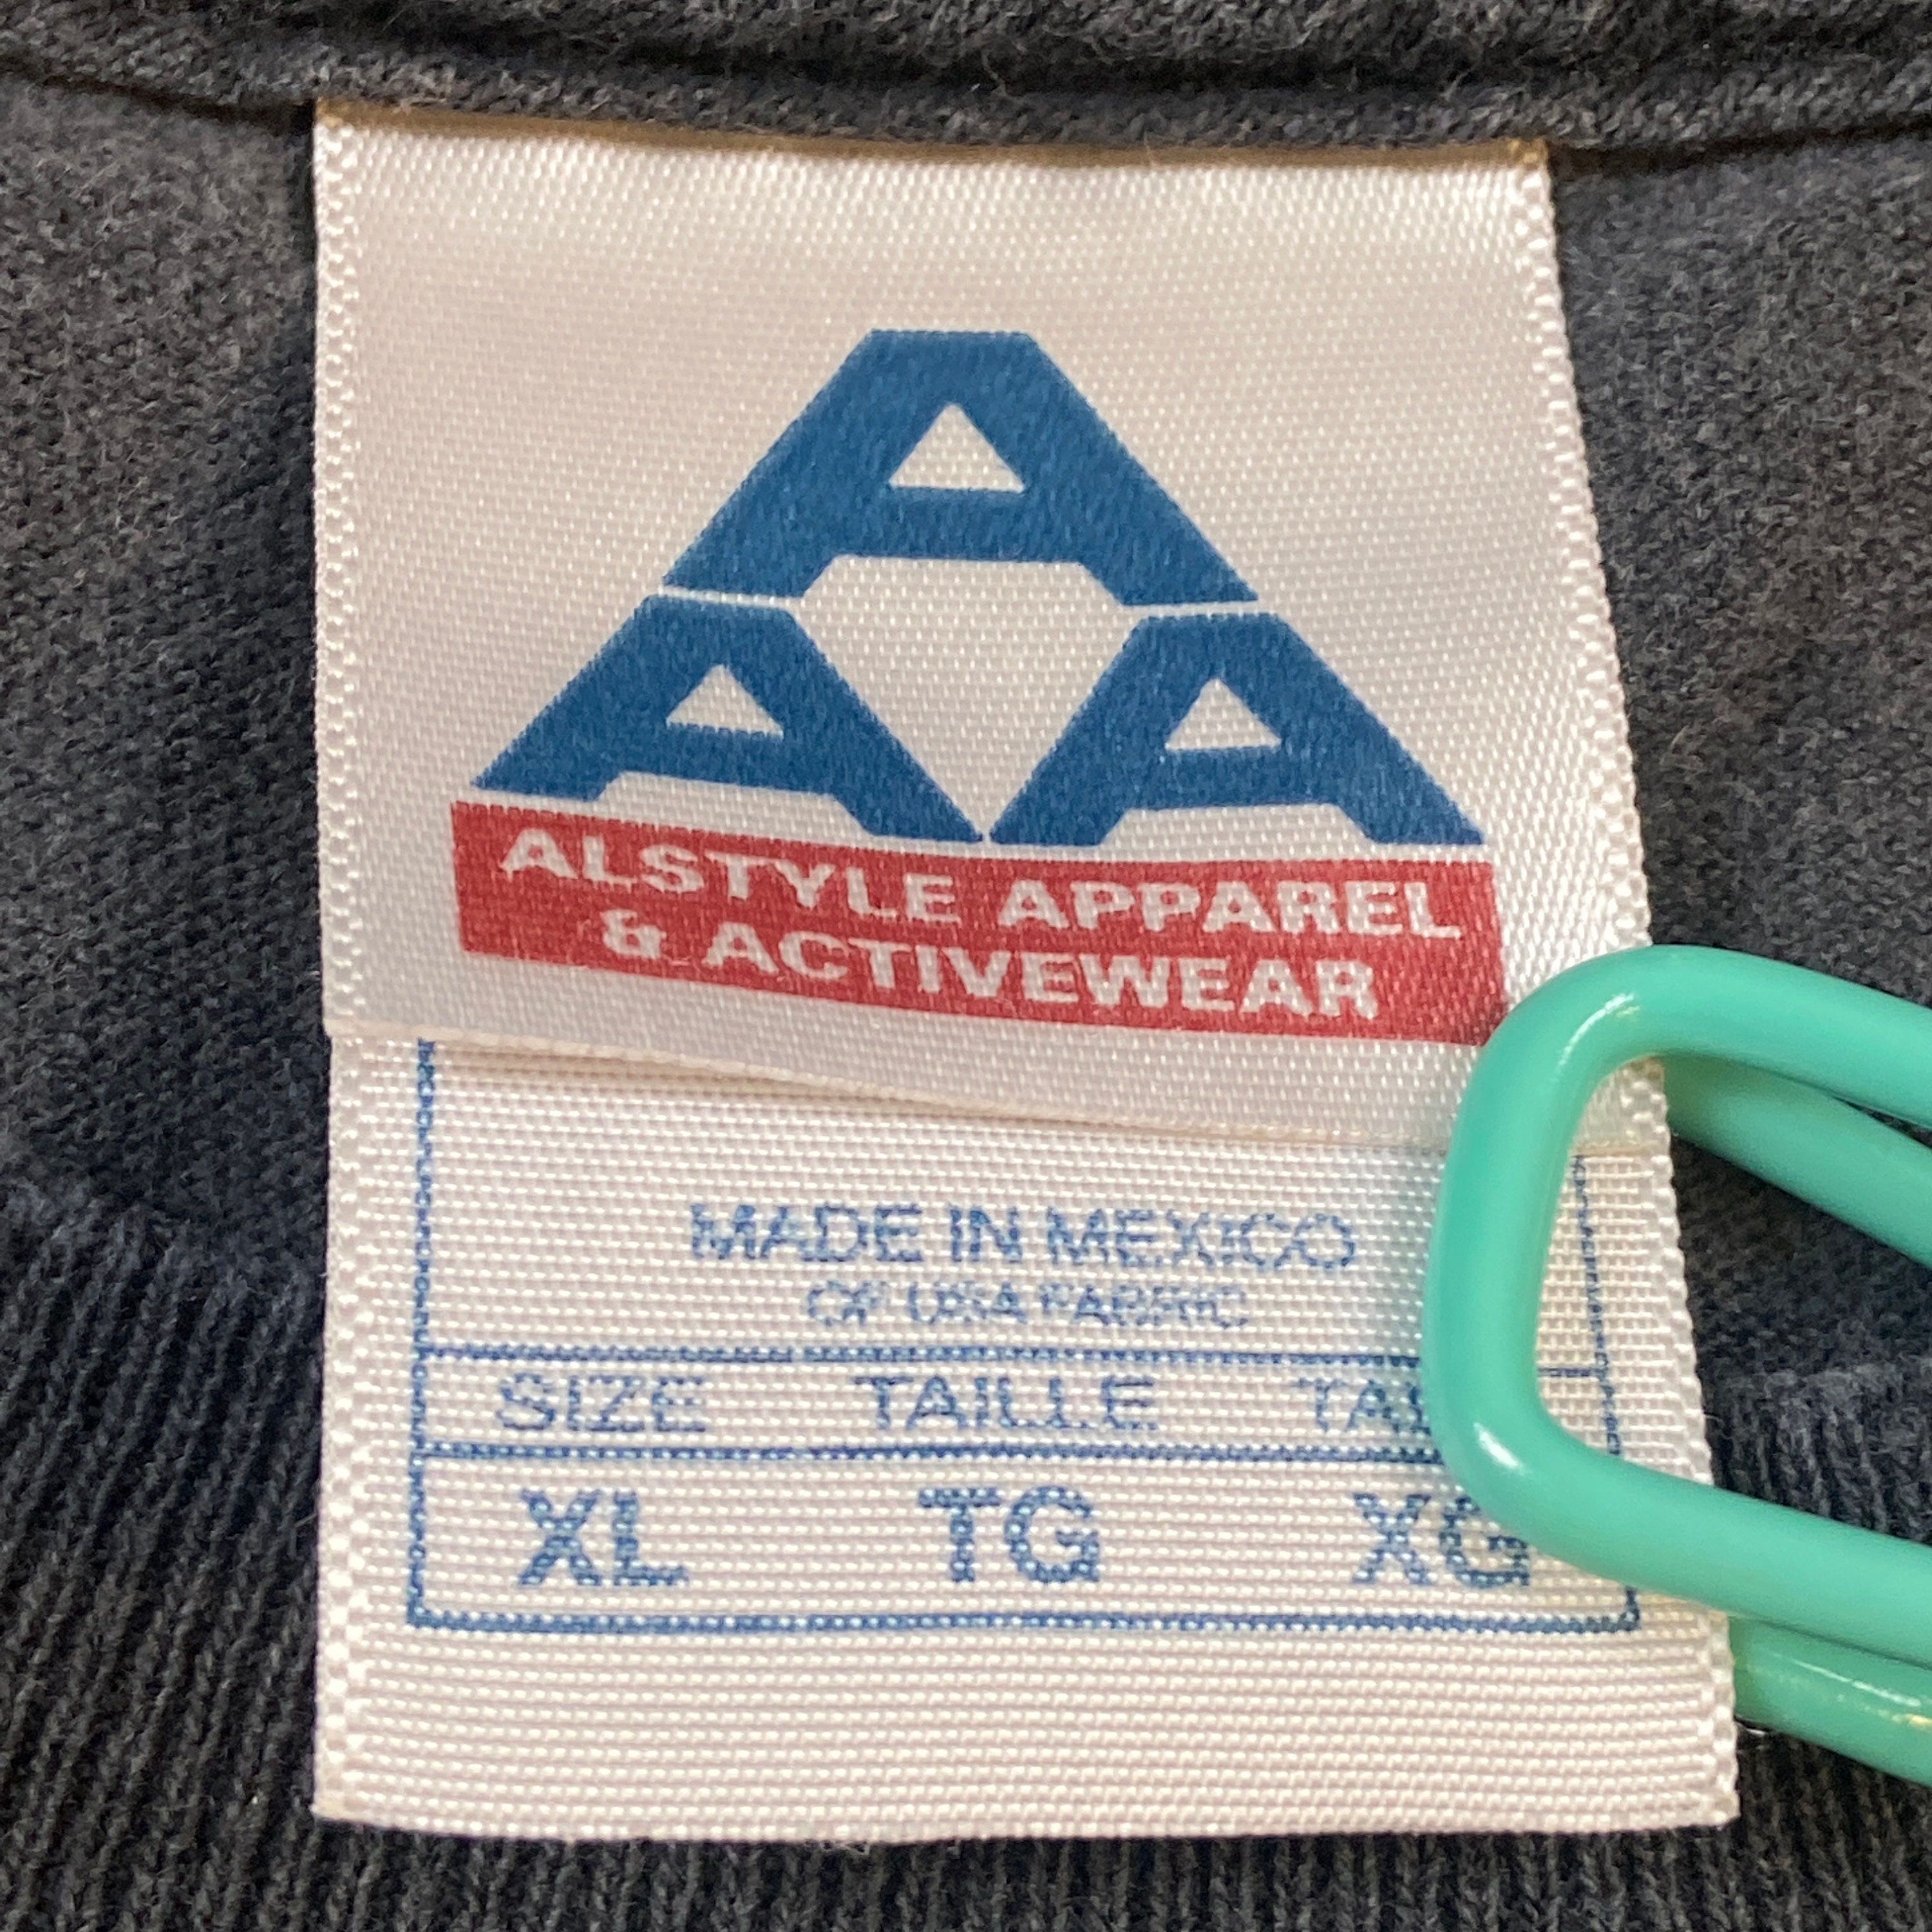 A
A A
ALSTYLE APPAREL
& ACTIVEWEAR
MADE IN MEXICO
OF USA FABRIC
SIZE TAILLE
XL TG XG